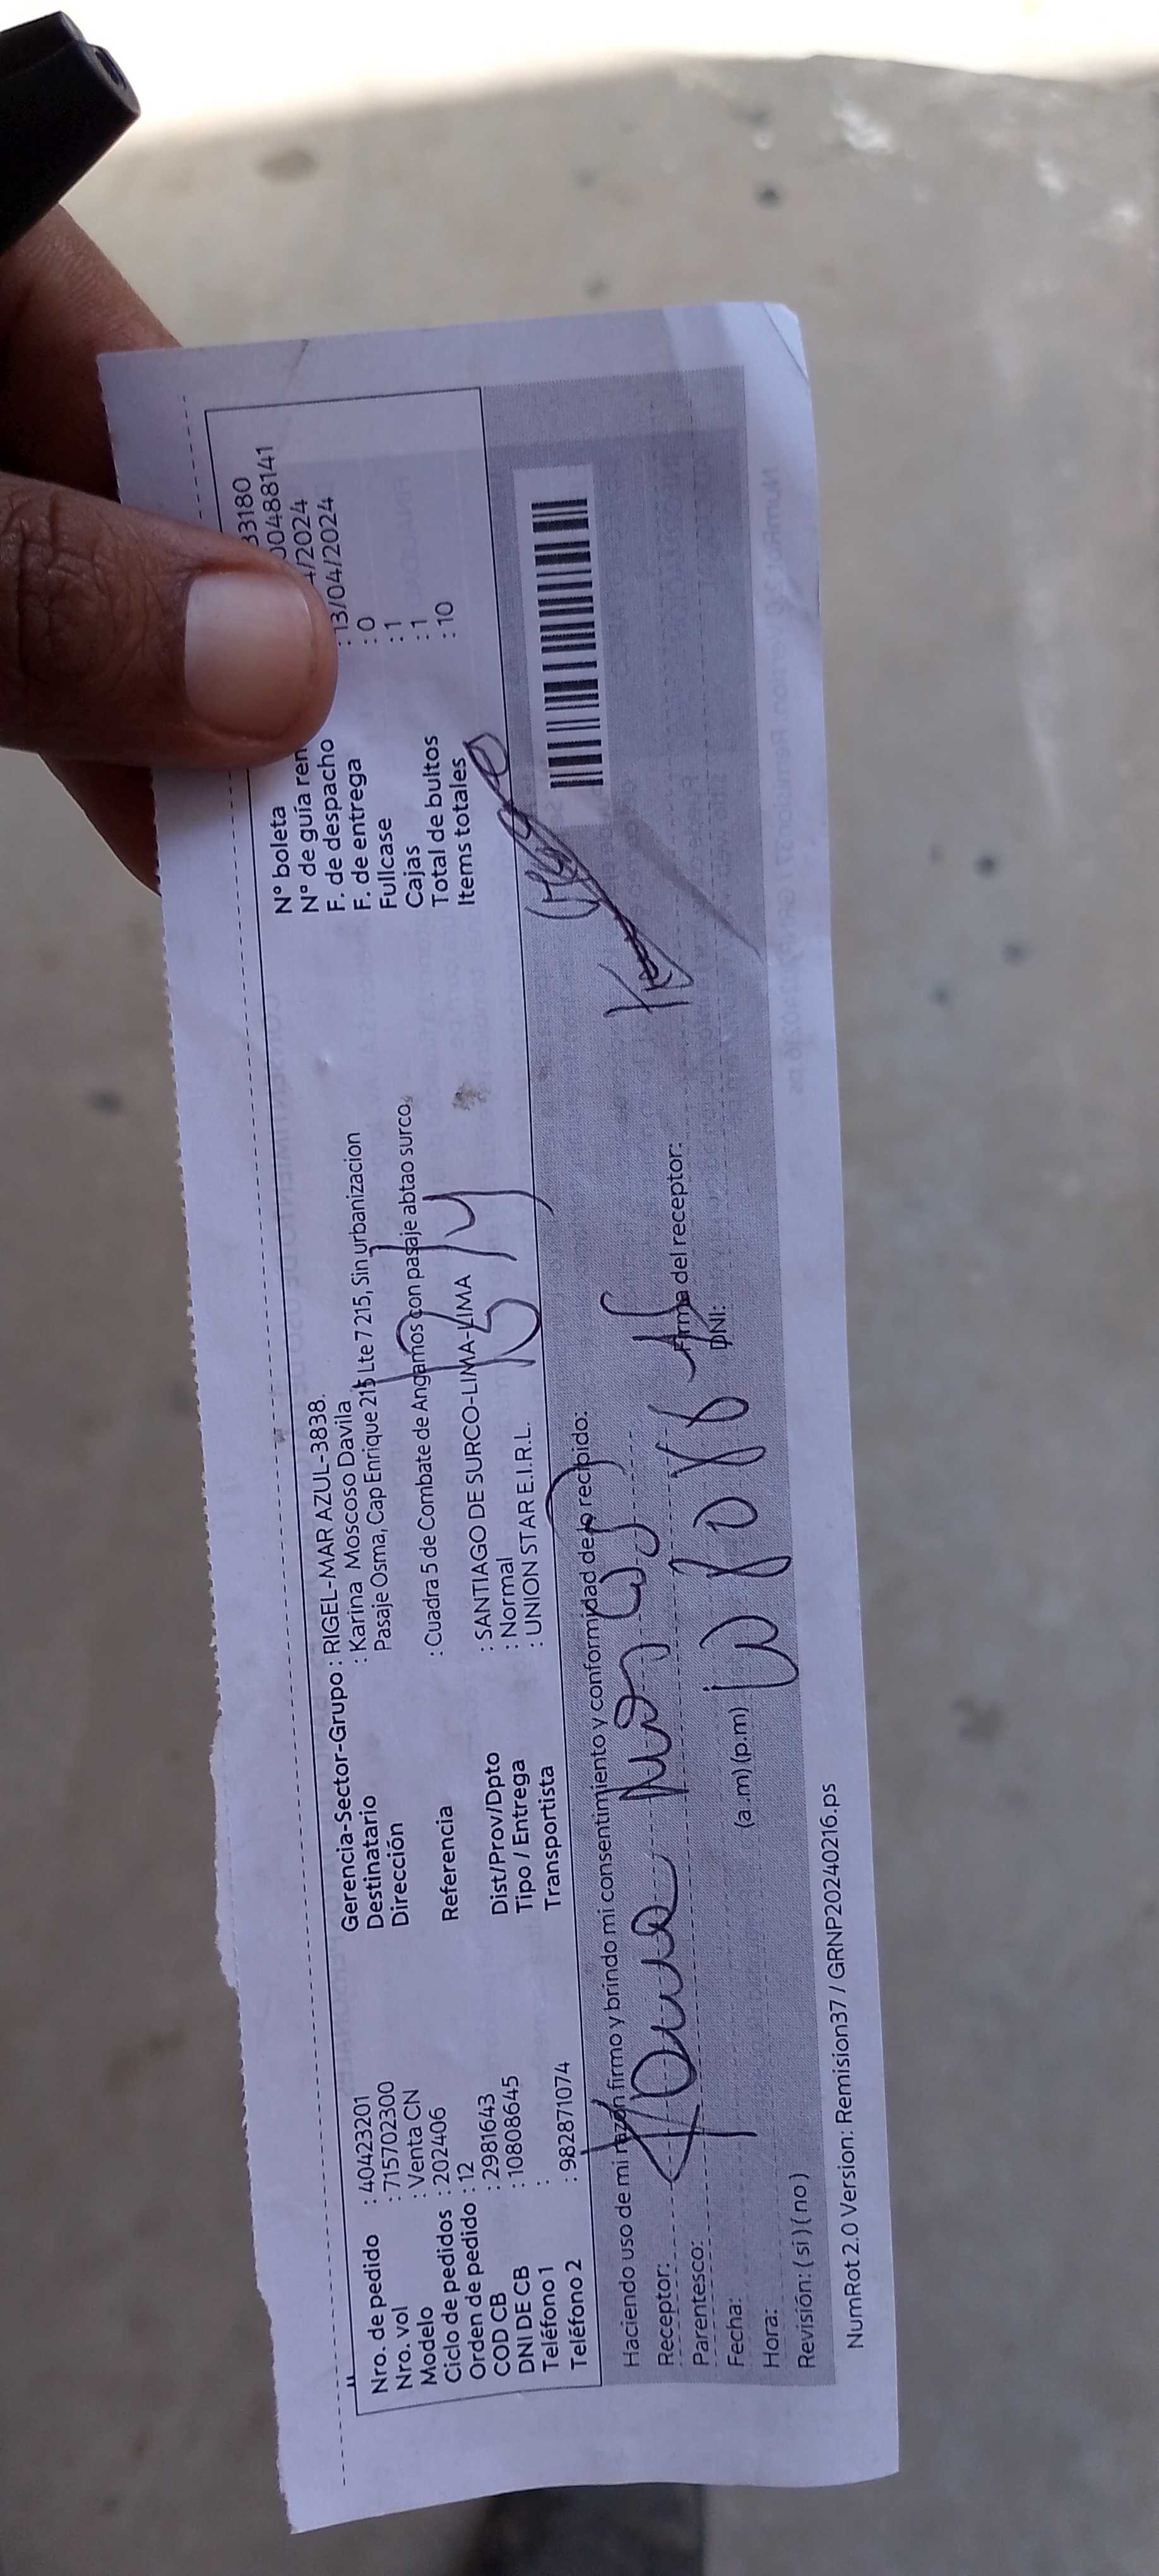 33180
Nº boleta 00488141
Nº de guía 4/2024
F. de despacho : 13/04/2024
F. de entrega : 0
Fullcase : 1
Cajas : 1
Total de bultos : 10
Items totales
Gerencia-Sector-Grupo : RIGEL-MAR AZUL-3838.
Destinatario : Karina Moscoso Davila
Dirección Pasaje Osma, Cap Enrique 215 Lte 7 215, Sin urbanizacion
Referencia : Cuadra 5 de Combate de Angamos con pasaje abtao surco,
Dist/Prov/Dpto : SANTIAGO DE SURCO-LIMA-LIMA
Tipo / Entrega : Normal
Transportista : UNION STAR E.I.R.L.
Nro. de pedido : 40423201
Nro. vol : 715702300
Modelo : Venta CN
Ciclo de pedidos : 202406
Orden de pedido : 12
COD CB : 2981643
DNI DE CB : 10808645
Teléfono 1 :
Teléfono 2 : 982871074
Haciendo uso de mi razón firmo y brindo mi consentimiento y conformidad de lo recibido:
Receptor:
Parentesco: Firma del receptor:
Fecha: DNI:
Hora: (a .m) (p.m)
Revisión: ( si ) ( no )
NumRot 2.0 Version: Remision37 / GRNP20240216.ps